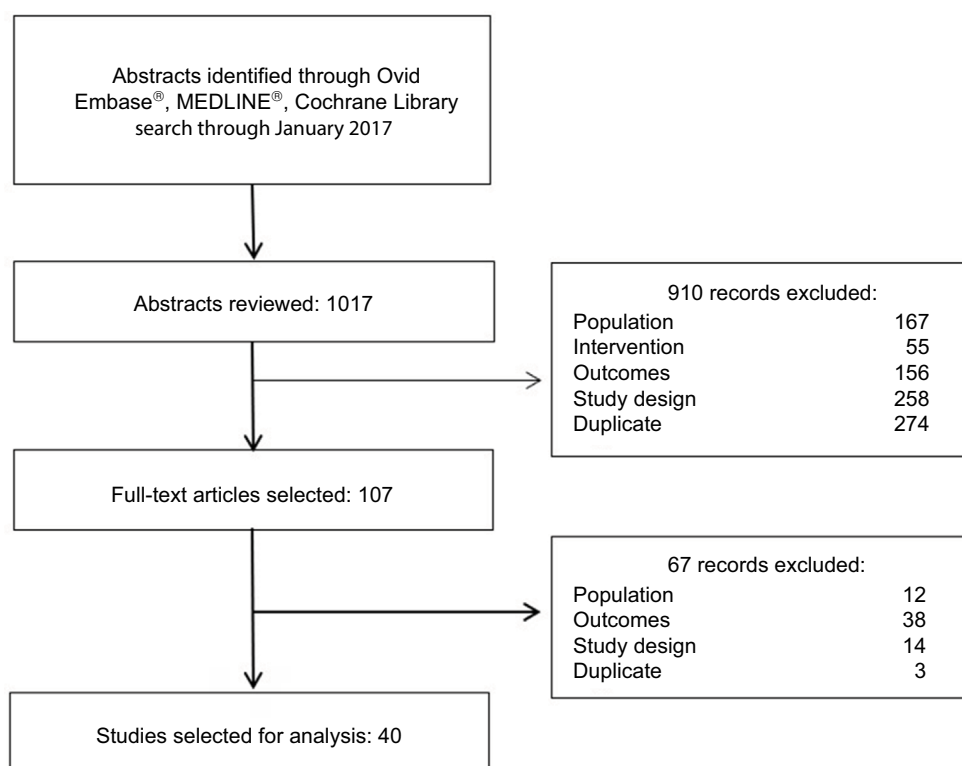 Abstracts identified through Ovid
Embase®, MEDLINE®, Cochrane Library
search through January 2017
Abstracts reviewed: 1017
910 records excluded:
Population 167
Intervention 55
Outcomes 156
Study design 258
Duplicate 274
Full-text articles selected: 107
67 records excluded:
Population 12
Outcomes 38
Study design 14
Duplicate 3
Studies selected for analysis: 40